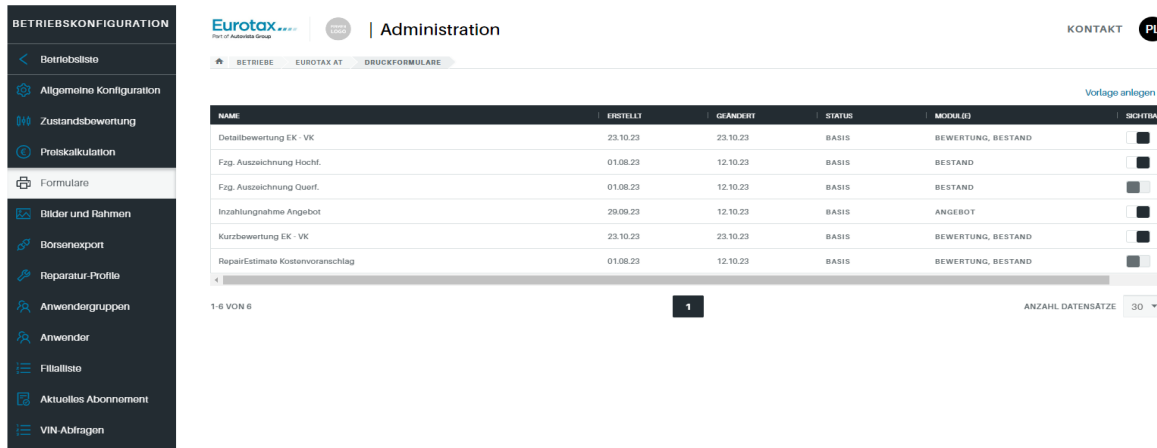 BETRIEBSKONFIGURATION
Betriebsliste
Allgemeine Konfiguration
Zustandsbewertung
Preiskalkulation
Formulare
Bilder und Rahmen
Börsenexport
Reparatur-Profile
Anwendergruppen
Anwender
Filialliste
Aktuelles Abonnement
VIN-Abfragen
Eurotax
Part of Autovista Group
LOGO
| Administration
KONTAKT PL
BETRIEBE EUROTAX AT DRUCKFORMULARE
Vorlage anlegen
NAME ERSTELLT GEÄNDERT STATUS MODUL(E) SICHTBA
Detailbewertung EK - VK 23.10.23 23.10.23 BASIS BEWERTUNG, BESTAND
Fzg. Auszeichnung Hochf. 01.08.23 12.10.23 BASIS BESTAND
Fzg. Auszeichnung Querf. 01.08.23 12.10.23 BASIS BESTAND
Inzahlungnahme Angebot 29.09.23 12.10.23 BASIS ANGEBOT
Kurzbewertung EK - VK 23.10.23 23.10.23 BASIS BEWERTUNG, BESTAND
RepairEstimate Kostenvoranschlag 01.08.23 12.10.23 BASIS BEWERTUNG, BESTAND
1-6 VON 6 1 ANZAHL DATENSÄTZE 30